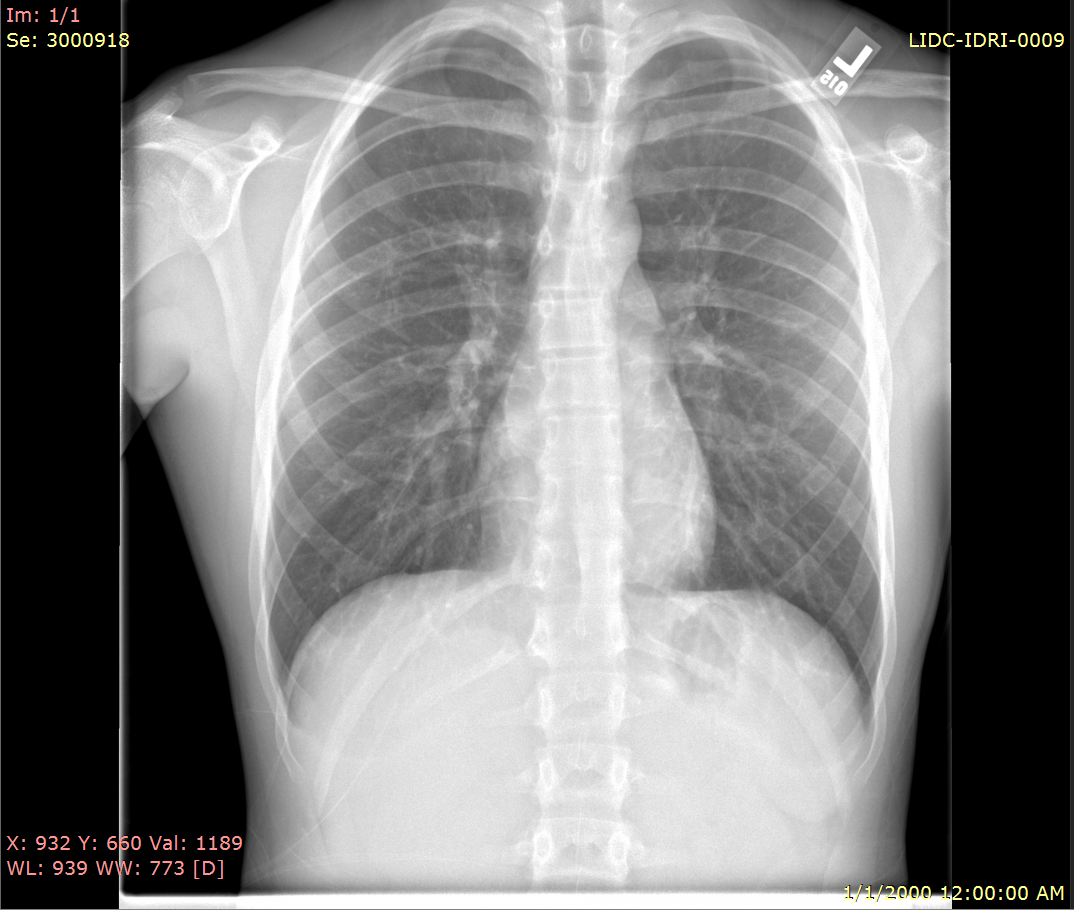 Im: 1/1
Se: 3000918
LIDC-IDRI-0009
L
010
X: 932 Y: 660 Val: 1189
WL: 939 WW: 773 [D]
1/1/2000 12:00:00 AM